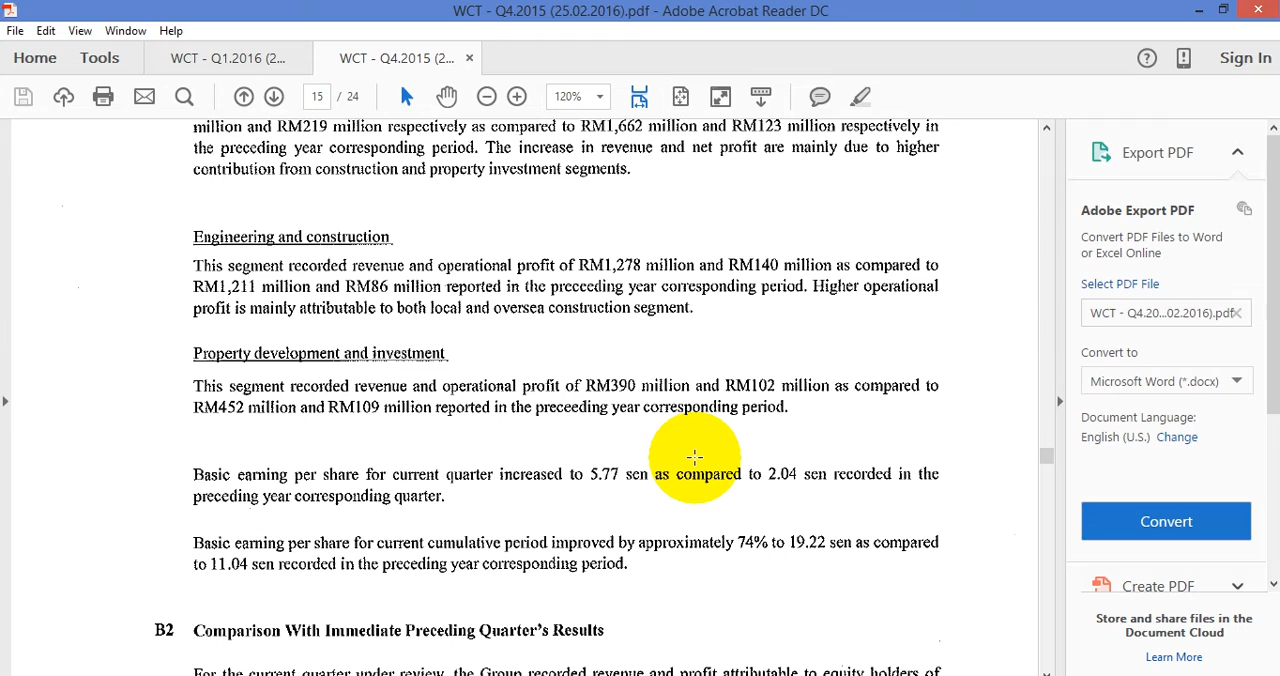 WCT - Q4.2015 (25.02.2016).pdf - Adobe Acrobat Reader DC
File Edit View Window Help
Home Tools WCT - Q1.2016 (2... WCT - Q4.2015 (2... ×
Sign In
15 / 24 120%
million and RM219 million respectively as compared to RM1,662 million and RM123 million respectively in
the preceding year corresponding period. The increase in revenue and net profit are mainly due to higher
contribution from construction and property investment segments.
Engineering and construction
This segment recorded revenue and operational profit of RM1,278 million and RM140 million as compared to
RM1,211 million and RM86 million reported in the preceeding year corresponding period. Higher operational
profit is mainly attributable to both local and oversea construction segment.
Property development and investment
This segment recorded revenue and operational profit of RM390 million and RM102 million as compared to
RM452 million and RM109 million reported in the preceeding year corresponding period.
Basic earning per share for current quarter increased to 5.77 sen as compared to 2.04 sen recorded in the
preceding year corresponding quarter.
Basic earning per share for current cumulative period improved by approximately 74% to 19.22 sen as compared
to 11.04 sen recorded in the preceding year corresponding period.
B2 Comparison With Immediate Preceding Quarter's Results
For the current quarter under review, the Group recorded revenue and profit attributable to equity holders of
Export PDF
Adobe Export PDF
Convert PDF Files to Word
or Excel Online
Select PDF File
WCT - Q4.20...02.2016).pdf
Convert to
Microsoft Word (*.docx)
Document Language:
English (U.S.) Change
Convert
Create PDF
Store and share files in the
Document Cloud
Learn More